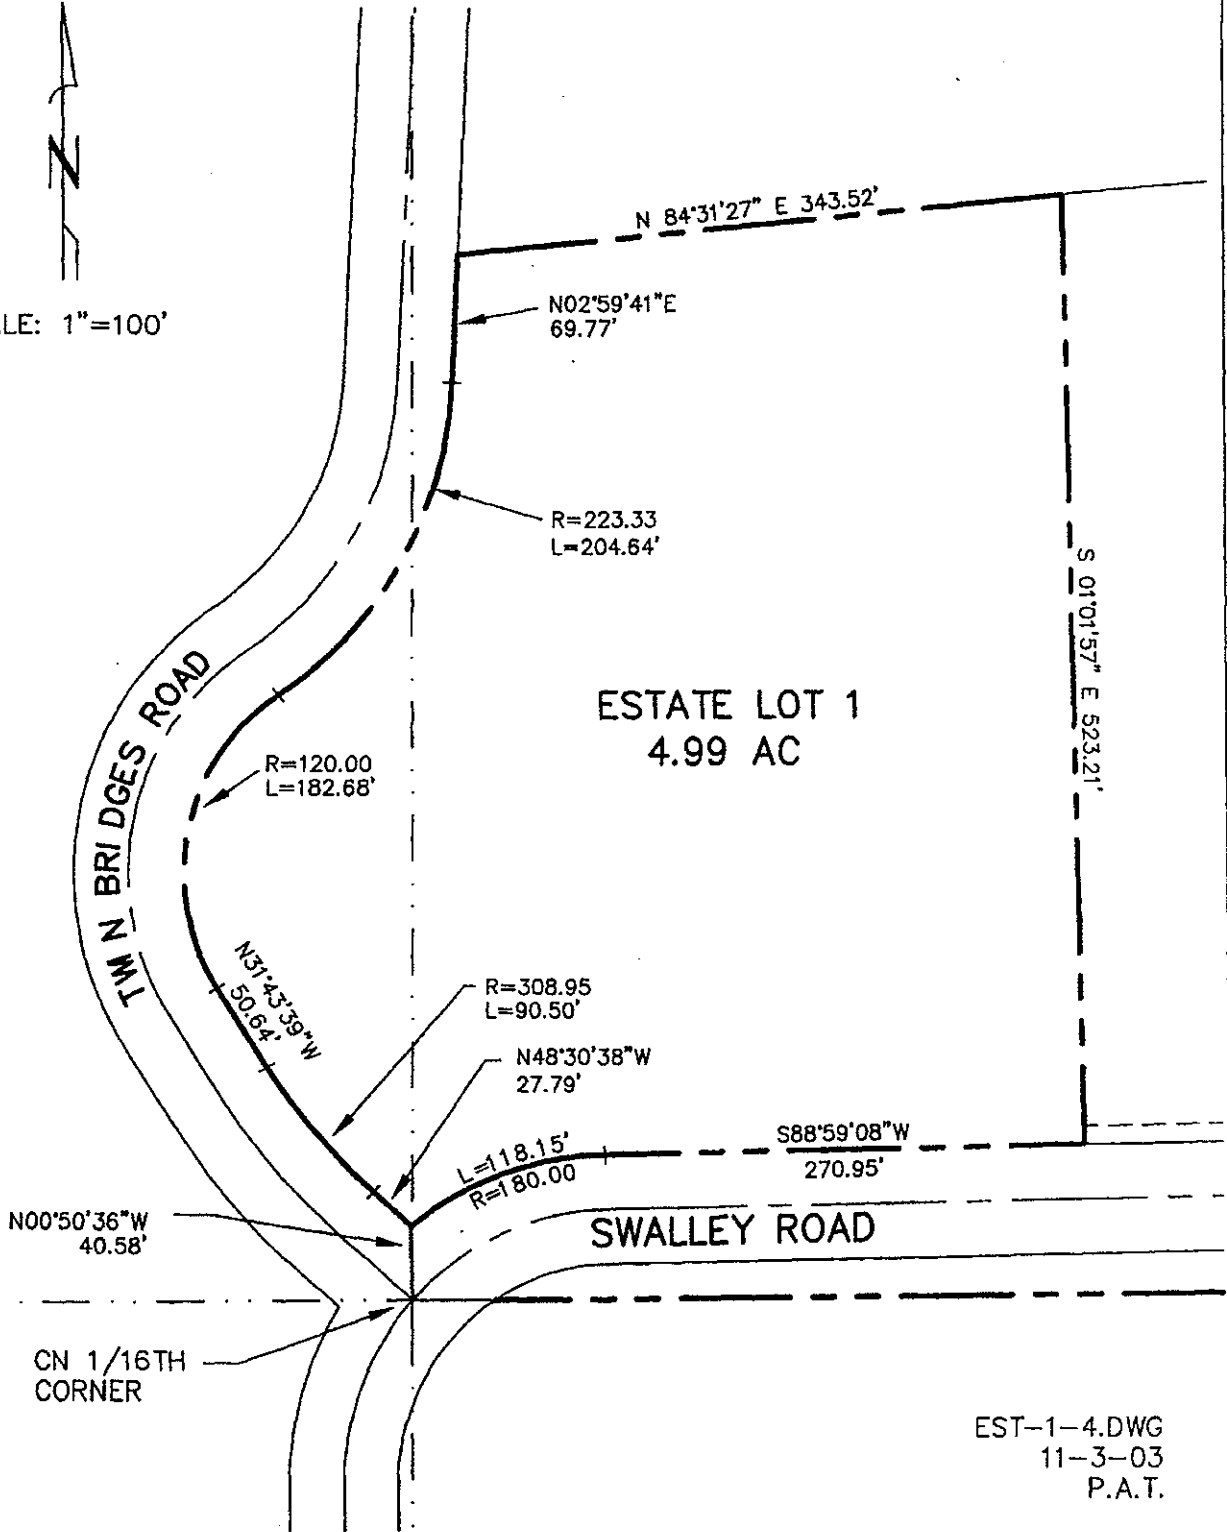 N
LE: 1"=100'
N 84°31'27" E 343.52'
N02°59'41"E
69.77'
R=223.33
L=204.64'
S 01°01'57" E 523.21'
TWIN BRIDGES ROAD
ESTATE LOT 1
4.99 AC
R=120.00
L=182.68'
N31°43'39"W
50.64'
R=308.95
L=90.50'
N48°30'38"W
27.79'
L=118.15'
R=180.00
S88°59'08"W
270.95'
N00°50'36"W
40.58'
SWALLEY ROAD
CN 1/16TH
CORNER
EST-1-4.DWG
11-3-03
P.A.T.